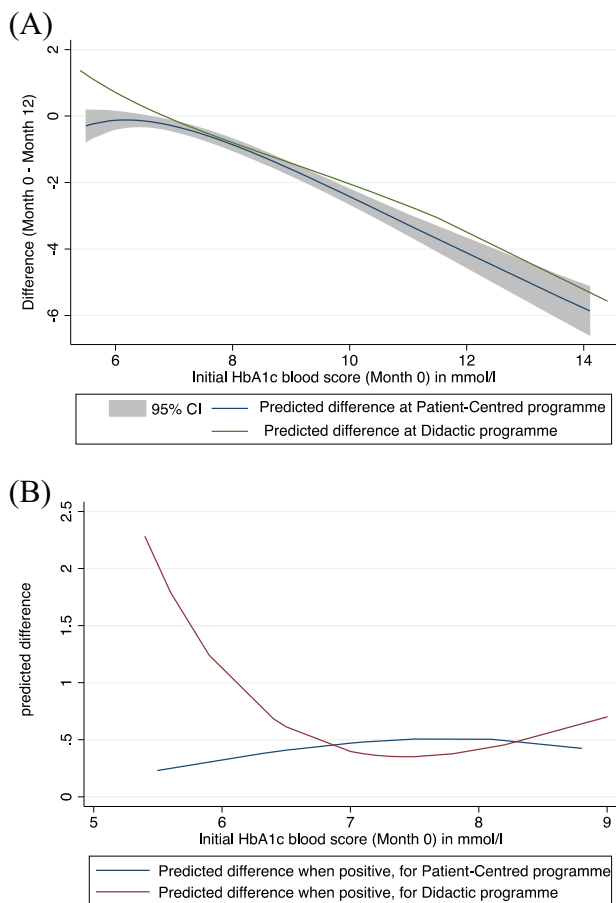 (A)
2
0
-2
-4
-6
Difference (Month 0 - Month 12)
6 8 10 12 14
Initial HbA1c blood score (Month 0) in mmol/l
95% CI Predicted difference at Patient-Centred programme
Predicted difference at Didactic programme
(B)
2.5
2
1.5
1
.5
0
predicted difference
5 6 7 8 9
Initial HbA1c blood score (Month 0) in mmol/l
Predicted difference when positive, for Patient-Centred programme
Predicted difference when positive, for Didactic programme